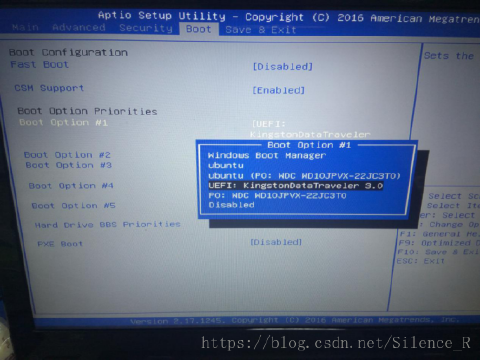 Aptio Setup Utility - Copyright (C) 2016 American Megatrends
Main Advanced Security Boot Save & Exit
Boot Configuration
Fast Boot [Disabled]
Sets the
CSM Support [Enabled]
Boot Option Priorities
Boot Option #1 [UEFI:
KingstonDataTraveler
Boot Option #1
Windows Boot Manager
ubuntu
ubuntu (P0: WDC WD10JPVX-22JC3T0)
UEFI: KingstonDataTraveler 3.0
P0: WDC WD10JPVX-22JC3T0
Disabled
Boot Option #2
Boot Option #3
Boot Option #4
Boot Option #5
Hard Drive BBS Priorities
PXE Boot [Disabled]
Select Sc
Select Ite
er: Select
Change Op
F1: General He
F9: Optimized D
F10: Save & Exi
ESC: Exit
Version 2.17.1245. Copyright (C) 2016 American Megatrends, Inc.
https://blog.csdn.net/Silence_R